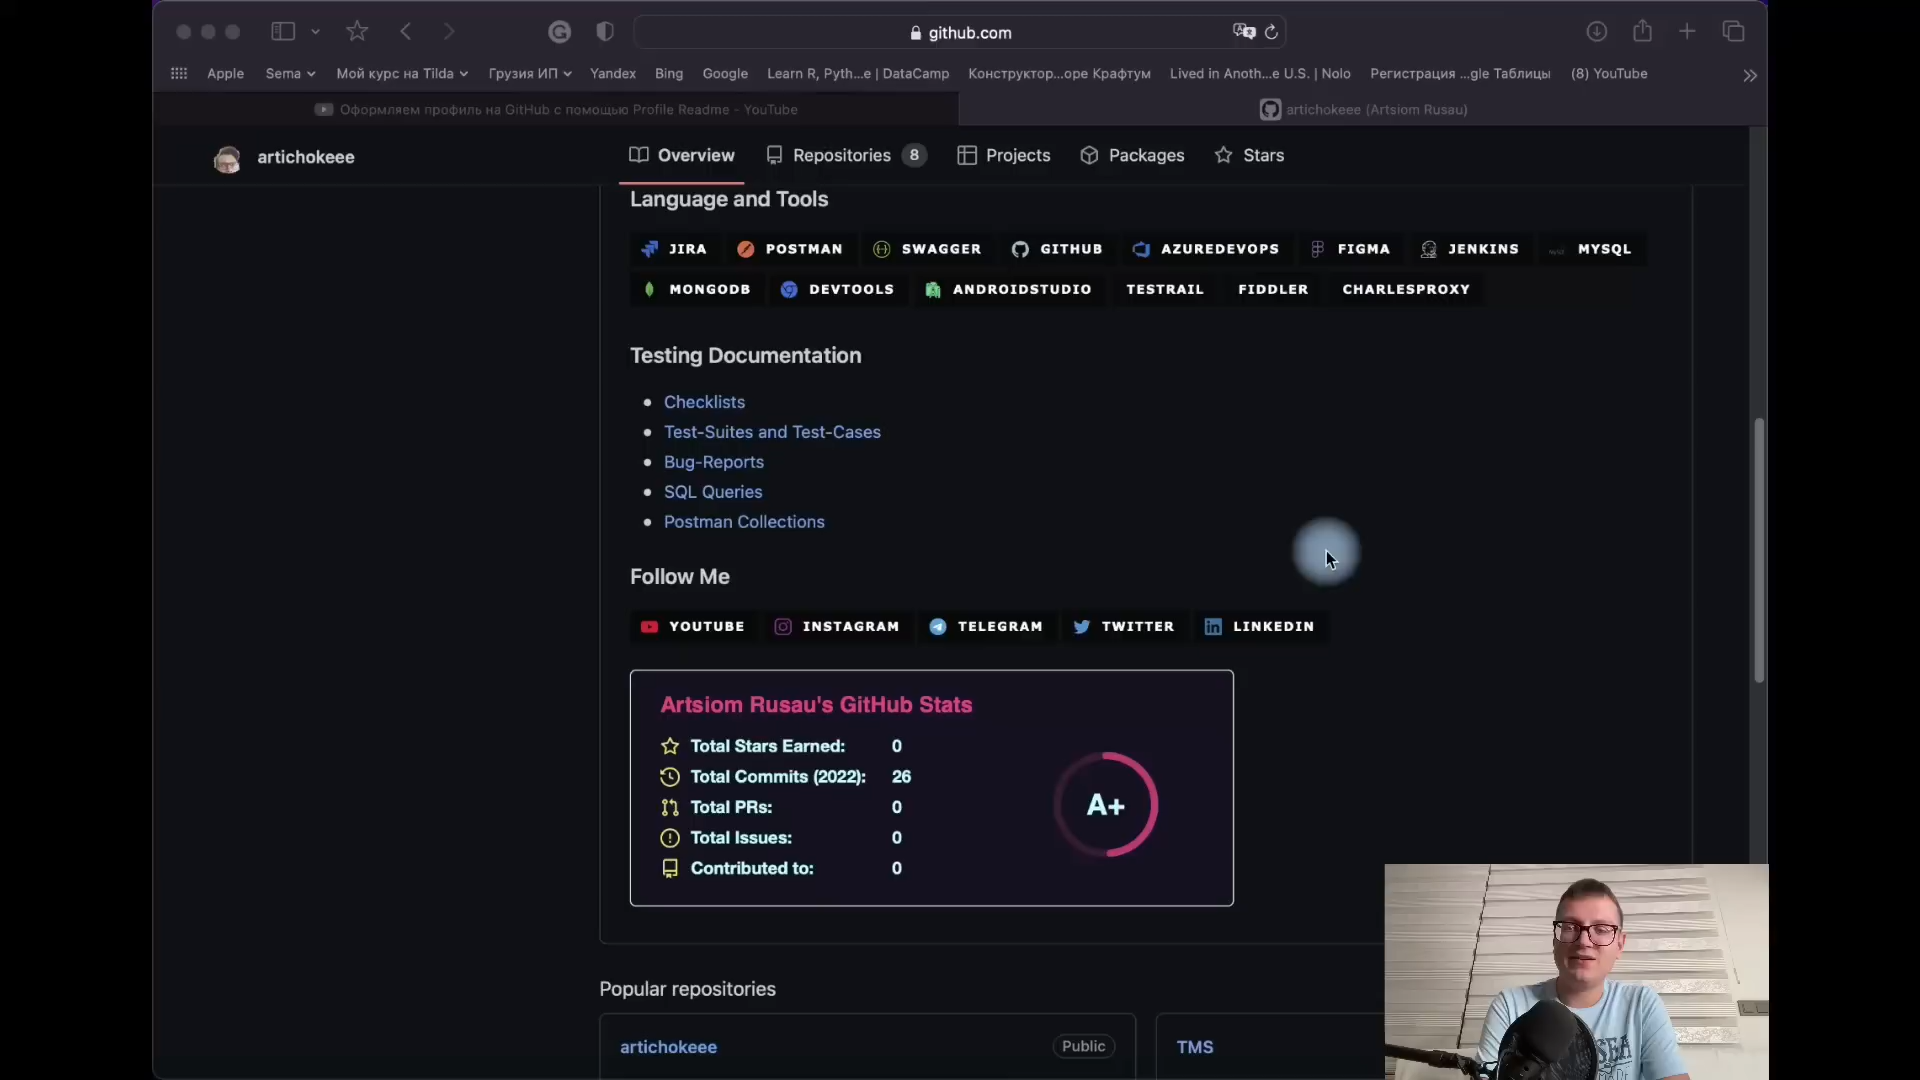 github.com
Apple Sema Мой курс на Tilda Грузия ИП Yandex Bing Google Learn R, Pyth...e | DataCamp Конструктор...оре Крафтум Lived in Anoth...e U.S. | Nolo Регистрация ...gle Таблицы (8) YouTube
Оформляем профиль на GitHub с помощью Profile Readme - YouTube artichokeee (Artsiom Rusau)
artichokeee Overview Repositories 8 Projects Packages Stars
Language and Tools
JIRA POSTMAN SWAGGER GITHUB AZUREDEVOPS FIGMA JENKINS MYSQL
MONGODB DEVTOOLS ANDROIDSTUDIO TESTRAIL FIDDLER CHARLESPROXY
Testing Documentation
Checklists
Test-Suites and Test-Cases
Bug-Reports
SQL Queries
Postman Collections
Follow Me
YOUTUBE INSTAGRAM TELEGRAM TWITTER LINKEDIN
Artsiom Rusau's GitHub Stats
Total Stars Earned: 0
Total Commits (2022): 26
Total PRs: 0
Total Issues: 0
Contributed to: 0
A+
Popular repositories
artichokeee Public TMS